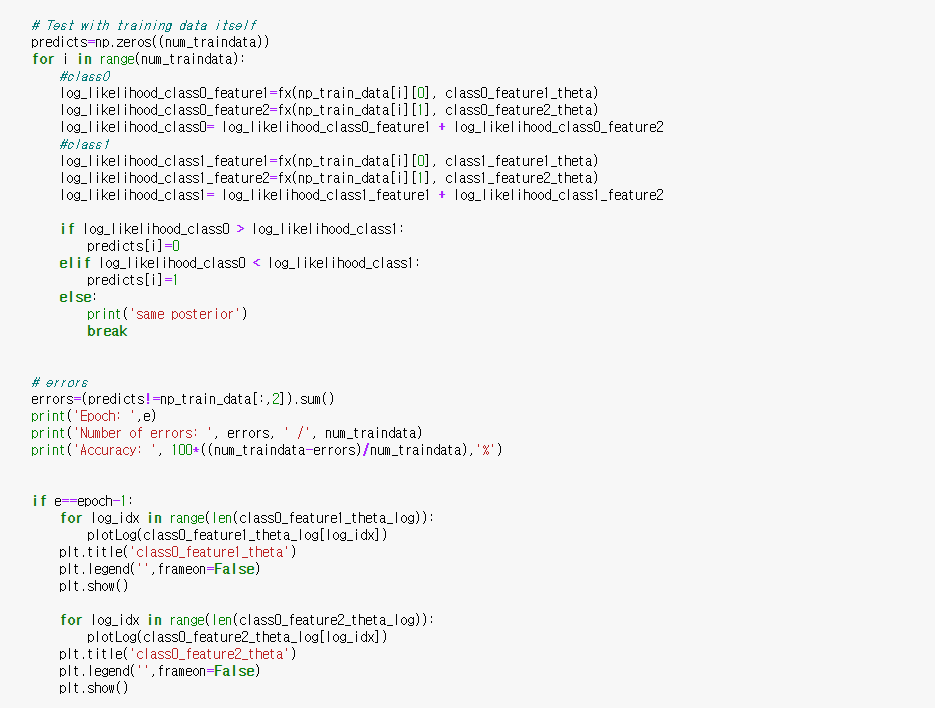 # Test with training data itself
predicts=np.zeros((num_traindata))
for i in range(num_traindata):
    #class0
    log_likelihood_class0_feature1=fx(np_train_data[i][0], class0_feature1_theta)
    log_likelihood_class0_feature2=fx(np_train_data[i][1], class0_feature2_theta)
    log_likelihood_class0= log_likelihood_class0_feature1 + log_likelihood_class0_feature2
    #class1
    log_likelihood_class1_feature1=fx(np_train_data[i][0], class1_feature1_theta)
    log_likelihood_class1_feature2=fx(np_train_data[i][1], class1_feature2_theta)
    log_likelihood_class1= log_likelihood_class1_feature1 + log_likelihood_class1_feature2

    if log_likelihood_class0 > log_likelihood_class1:
        predicts[i]=0
    elif log_likelihood_class0 < log_likelihood_class1:
        predicts[i]=1
    else:
        print('same posterior')
        break

# errors
errors=(predicts!=np_train_data[:,2]).sum()
print('Epoch: ',e)
print('Number of errors: ', errors, ' /', num_traindata)
print('Accuracy: ', 100*((num_traindata-errors)/num_traindata),'%')

if e==epoch-1:
    for log_idx in range(len(class0_feature1_theta_log)):
        plotLog(class0_feature1_theta_log[log_idx])
    plt.title('class0_feature1_theta')
    plt.legend('',frameon=False)
    plt.show()

    for log_idx in range(len(class0_feature2_theta_log)):
        plotLog(class0_feature2_theta_log[log_idx])
    plt.title('class0_feature2_theta')
    plt.legend('',frameon=False)
    plt.show()